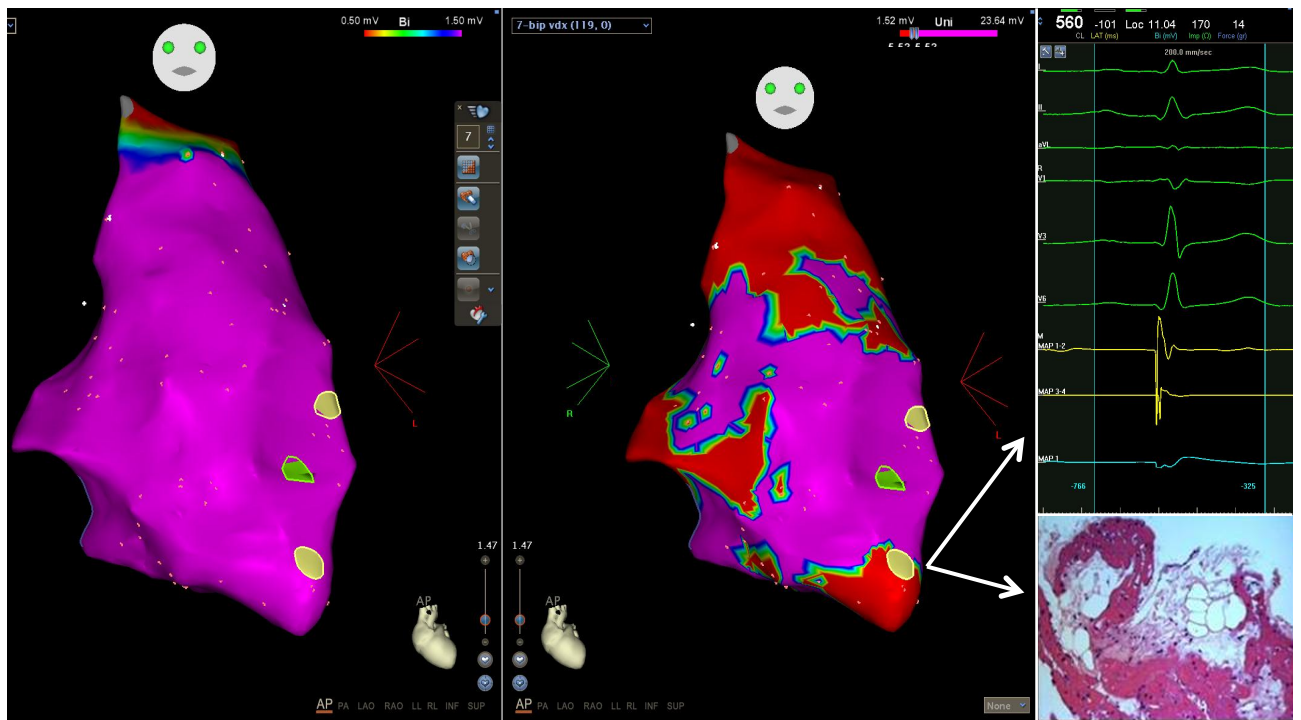 0.50 mV Bi 1.50 mV
7
L
1.47
AP
AP PA LAO RAO LL RL INF SUP
7-bip vdx (119, 0)
1.52 mV Uni 23.64 mV
5.53 5.53
R
L
1.47
AP
AP PA LAO RAO LL RL INF SUP
None
560 -101 Loc 11.04 170 14
CL LAT (ms) Bi (mV) Imp (Ω) Force (gr)
200.0 mm/sec
I
II
aVL
R
V1
V3
V6
M
MAP 1-2
MAP 3-4
MAP 1
-766 -325